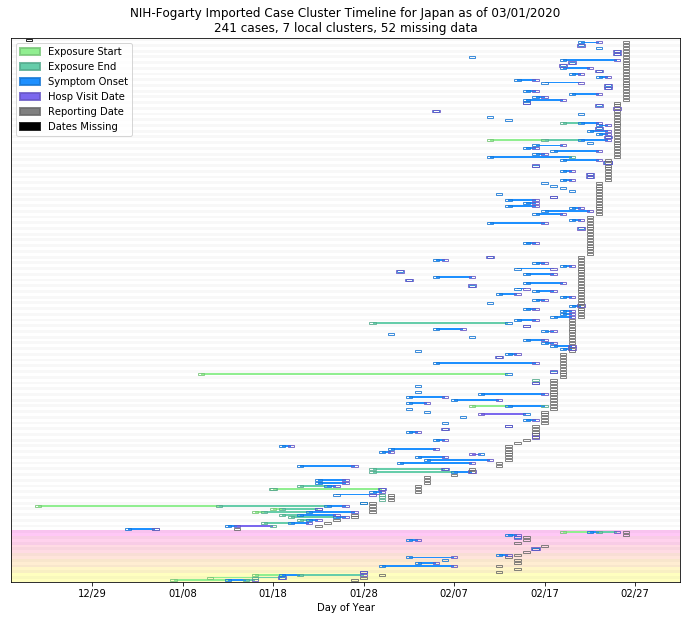 NIH-Fogarty Imported Case Cluster Timeline for Japan as of 03/01/2020
241 cases, 7 local clusters, 52 missing data
Exposure Start
Exposure End
Symptom Onset
Hosp Visit Date
Reporting Date
Dates Missing
12/29 01/08 01/18 01/28 02/07 02/17 02/27
Day of Year